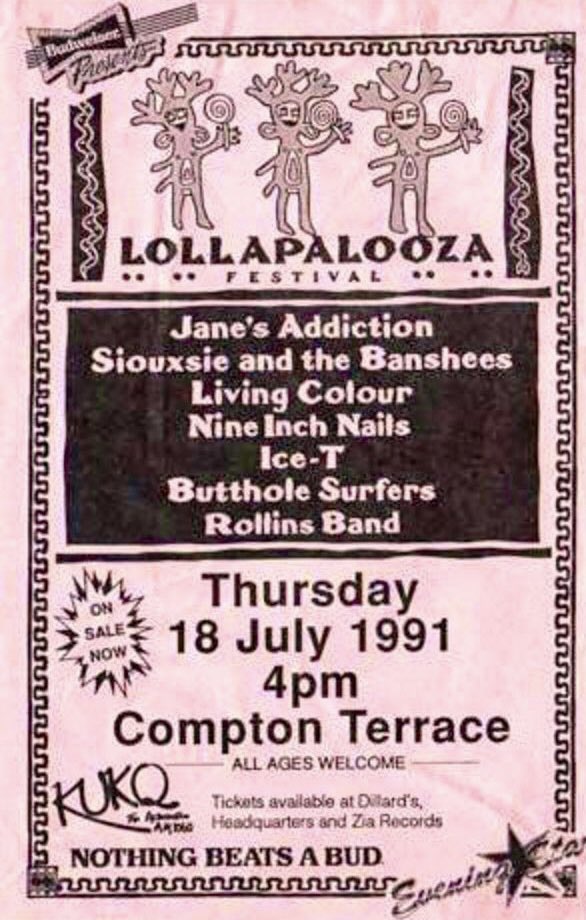 Budweiser
Presents
LOLLAPALOOZA
FESTIVAL
Jane's Addiction
Siouxsie and the Banshees
Living Colour
Nine Inch Nails
Ice-T
Butthole Surfers
Rollins Band
ON
SALE
NOW
Thursday
18 July 1991
4pm
Compton Terrace
ALL AGES WELCOME
KUKQ
Tickets available at Dillard's,
Headquarters and Zia Records
NOTHING BEATS A BUD
Evening Star